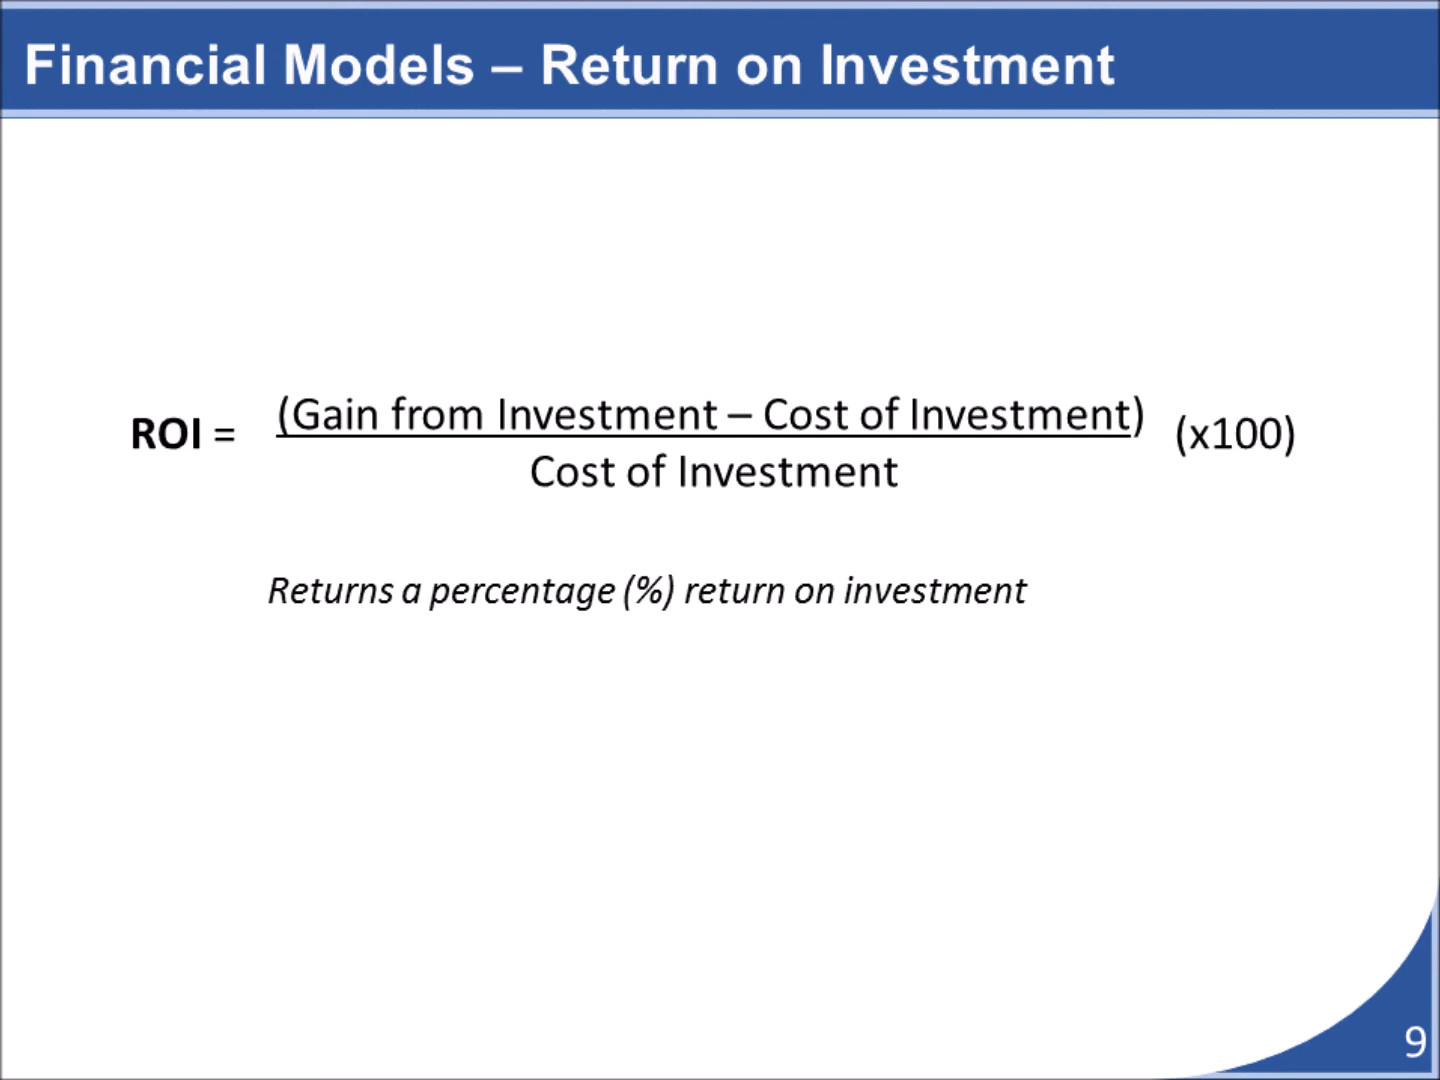 Financial Models – Return on Investment
ROI = (Gain from Investment – Cost of Investment) (x100)
Cost of Investment
Returns a percentage (%) return on investment
9